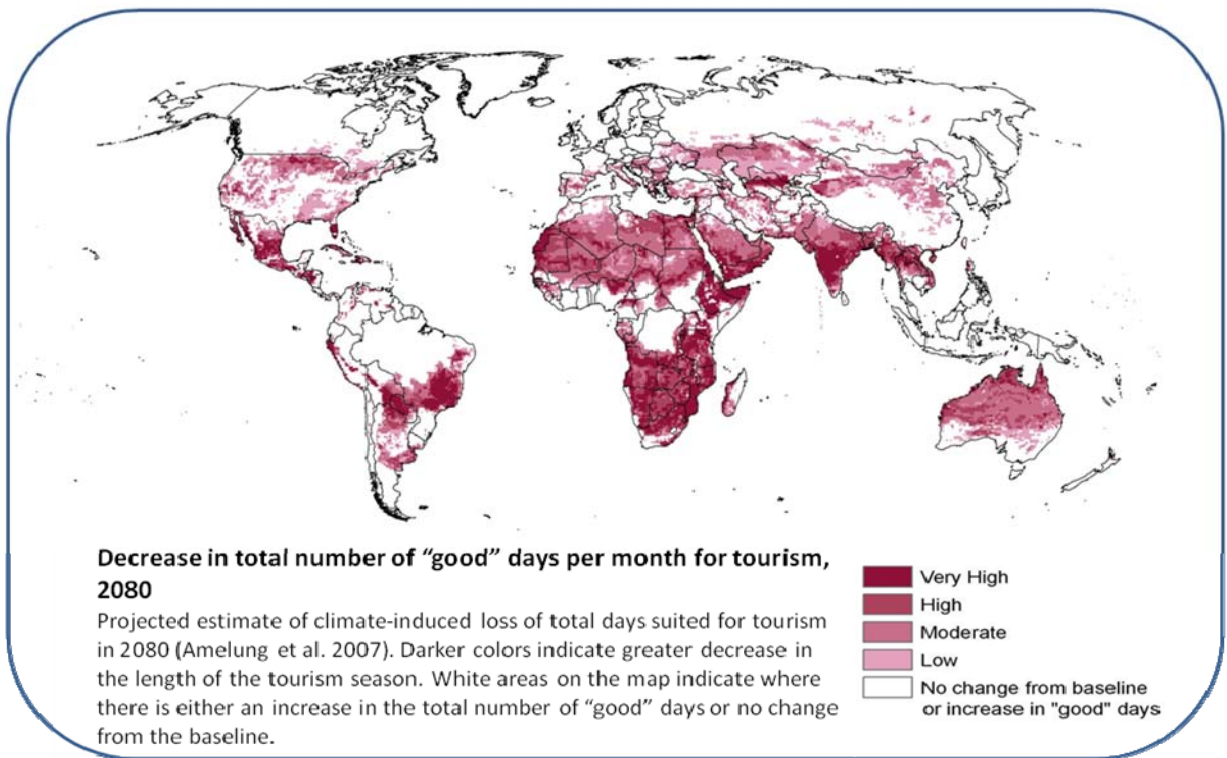 Decrease in total number of “good” days per month for tourism,
2080
Projected estimate of climate-induced loss of total days suited for tourism
in 2080 (Amelung et al. 2007). Darker colors indicate greater decrease in
the length of the tourism season. White areas on the map indicate where
there is either an increase in the total number of “good” days or no change
from the baseline.
Very High
High
Moderate
Low
No change from baseline
or increase in "good" days